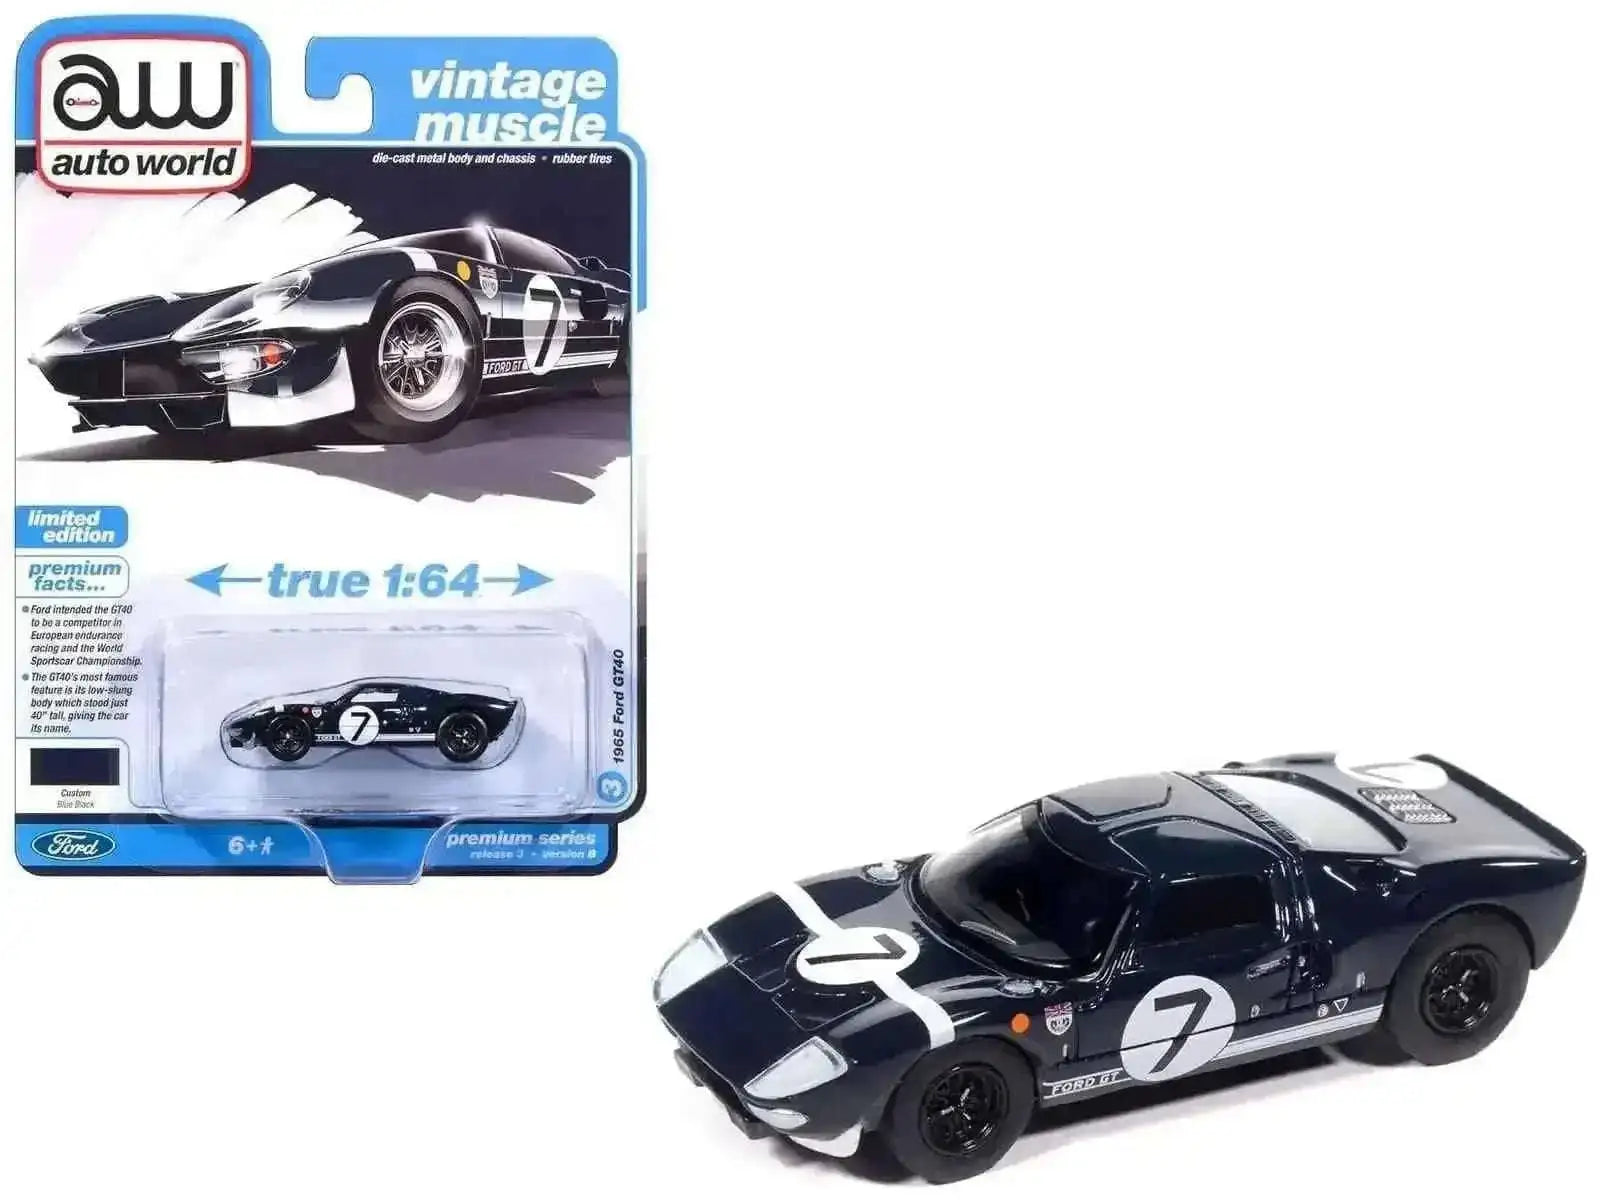 aw
auto world
vintage
muscle
die-cast metal body and chassis • rubber tires
7
FORD GT
limited
edition
premium
facts...
true 1:64
• Ford intended the GT40
to be a competitor in
European endurance
racing and the World
Sportscar Championship.
• The GT40's most famous
feature is its low-slung
body which stood just
40" tall, giving the car
its name.
Custom
Blue Black
7
FORD GT
1965 Ford GT40
3
Ford
6+
premium series
release 3 • version B
7
7
7
FORD GT